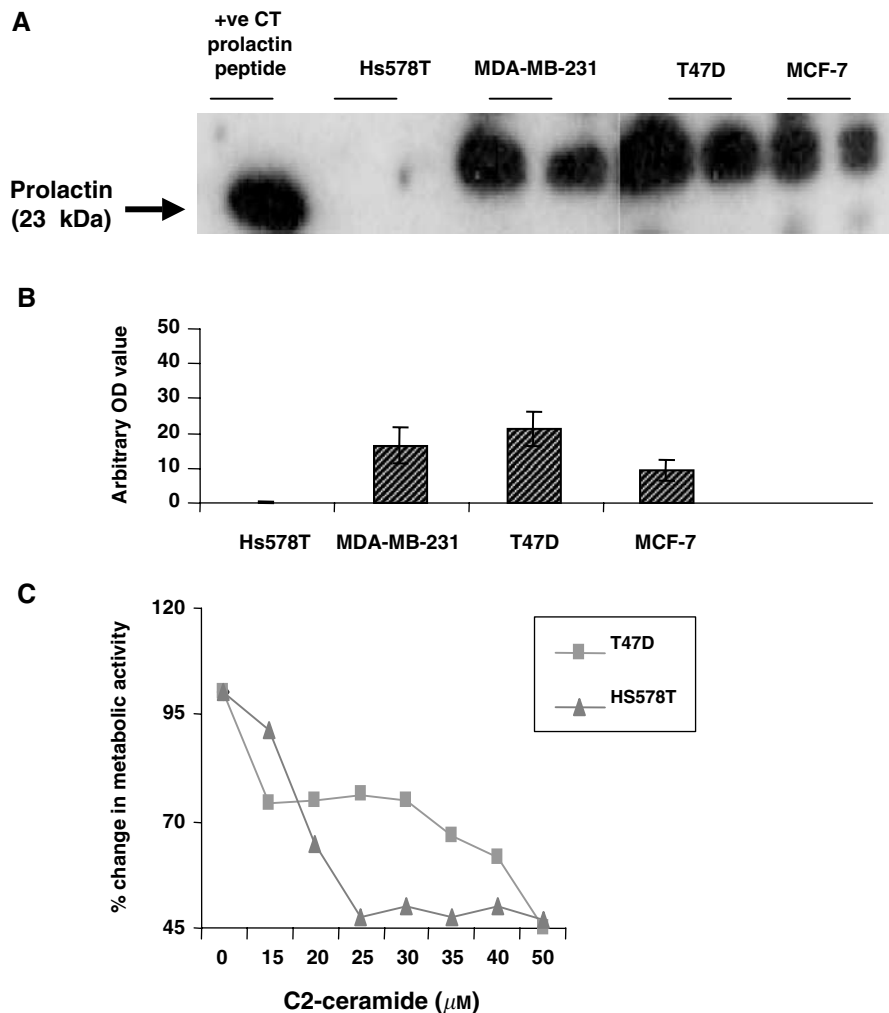 A
+ve CT
prolactin
peptide
Hs578T
MDA-MB-231
T47D
MCF-7
Prolactin
(23 kDa)
B
Arbitrary OD value
50
40
30
20
10
0
Hs578T
MDA-MB-231
T47D
MCF-7
C
% change in metabolic activity
120
95
70
45
T47D
HS578T
0
15
20
25
30
35
40
50
C2-ceramide (μM)